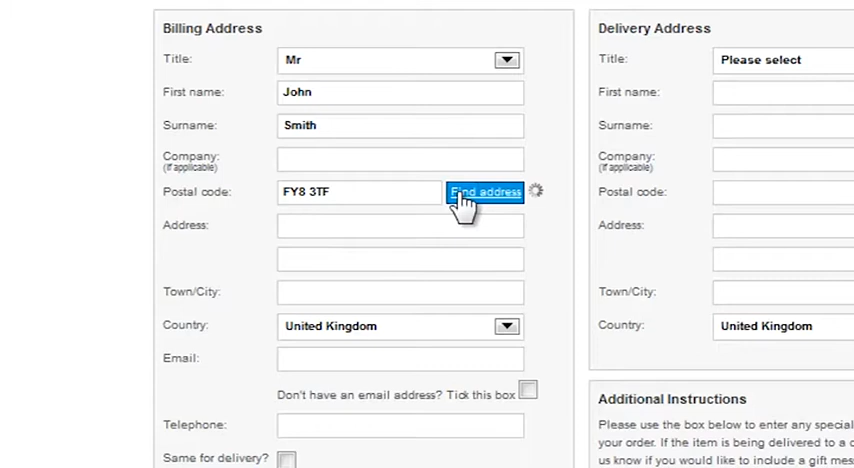 Billing Address
Title: Mr
First name: John
Surname: Smith
Company:
(If applicable)
Postal code: FY8 3TF Find address
Address:
Town/City:
Country: United Kingdom
Email:
Don't have an email address? Tick this box
Telephone:
Same for delivery?
Delivery Address
Title: Please select
First name:
Surname:
Company:
(If applicable)
Postal code:
Address:
Town/City:
Country: United Kingdom
Additional Instructions
Please use the box below to enter any special
your order. If the item is being delivered to a
us know if you would like to include a gift